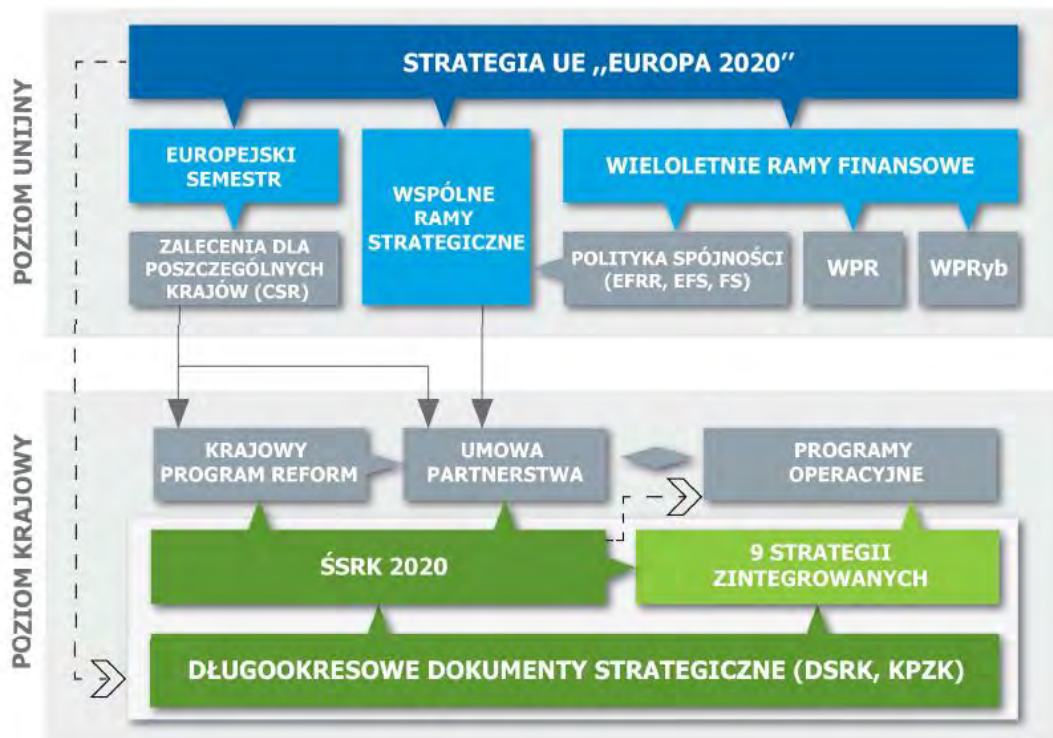 POZIOM UNIJNY
STRATEGIA UE ,,EUROPA 2020”
EUROPEJSKI
SEMESTR
WSPÓLNE
RAMY
STRATEGICZNE
WIELOLETNIE RAMY FINANSOWE
ZALECENIA DLA
POSZCZEGÓLNYCH
KRAJÓW (CSR)
POLITYKA SPÓJNOŚCI
(EFRR, EFS, FS)
WPR
WPRyb
POZIOM KRAJOWY
KRAJOWY
PROGRAM REFORM
UMOWA
PARTNERSTWA
PROGRAMY
OPERACYJNE
ŚSRK 2020
9 STRATEGII
ZINTEGROWANYCH
DŁUGOOKRESOWE DOKUMENTY STRATEGICZNE (DSRK, KPZK)